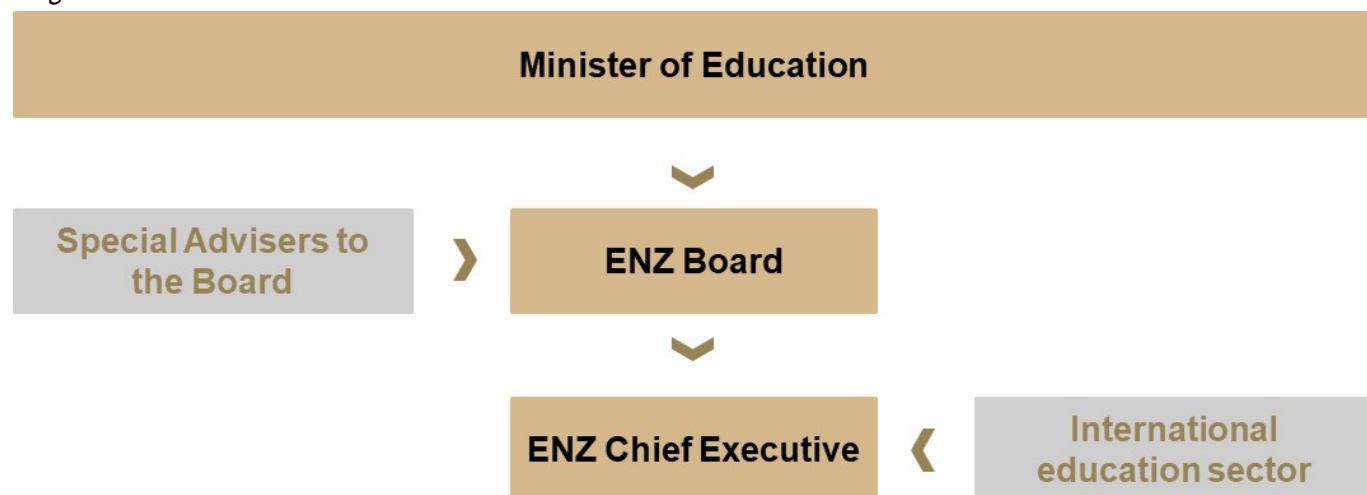 Minister of Education
Special Advisers to
the Board
ENZ Board
ENZ Chief Executive
International
education sector